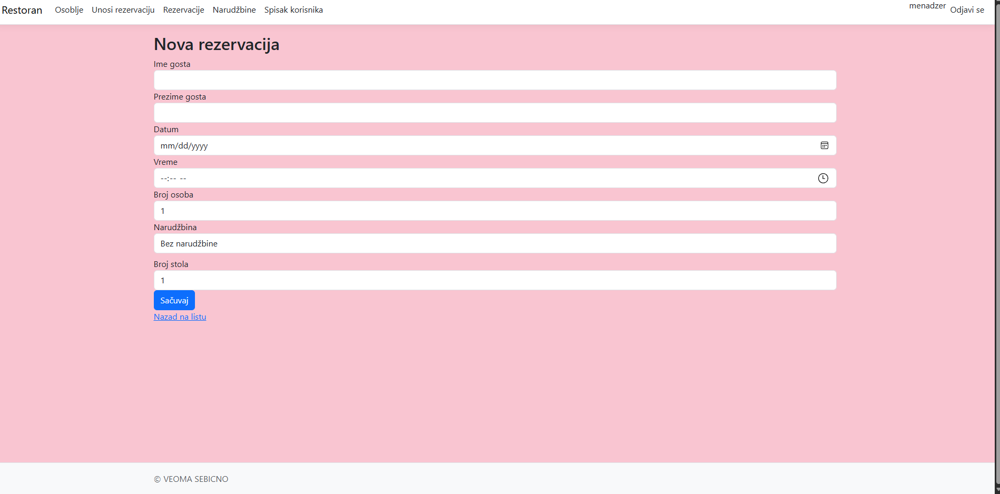 Restoran Osoblje Unosi rezervaciju Rezervacije Narudžbine Spisak korisnika menadzer Odjavi se
Nova rezervacija
Ime gosta
Prezime gosta
Datum
mm/dd/yyyy
Vreme
--:-- --
Broj osoba
1
Narudžbina
Bez narudžbine
Broj stola
1
Sačuvaj
Nazad na listu
© VEOMA SEBICNO